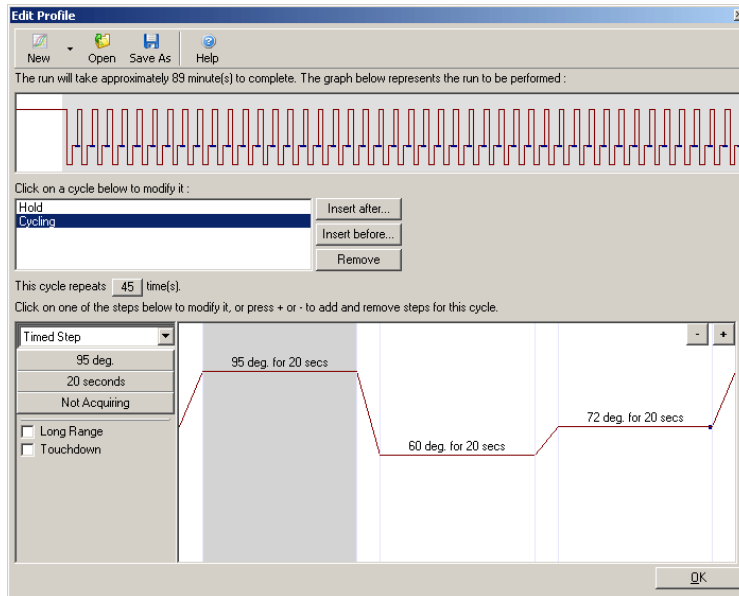 Edit Profile
New Open Save As Help
The run will take approximately 89 minute(s) to complete. The graph below represents the run to be performed :
Click on a cycle below to modify it :
Hold
Cycling
Insert after...
Insert before...
Remove
This cycle repeats 45 time(s).
Click on one of the steps below to modify it, or press + or - to add and remove steps for this cycle.
Timed Step
95 deg.
20 seconds
Not Acquiring
Long Range
Touchdown
- +
95 deg. for 20 secs
72 deg. for 20 secs
60 deg. for 20 secs
OK